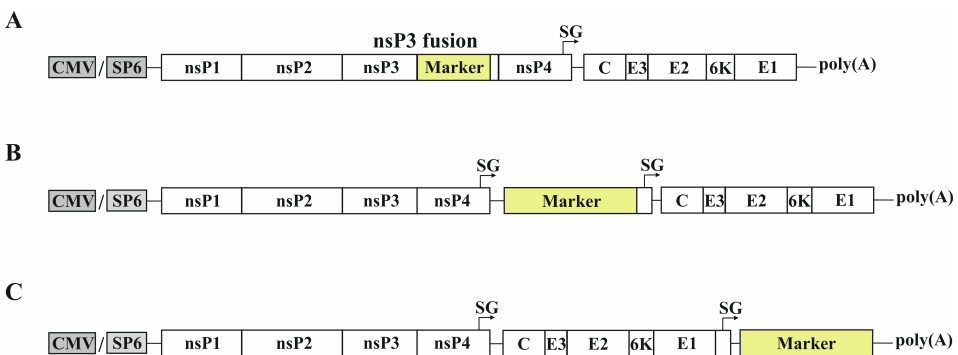 A
nsP3 fusion
SG
CMV / SP6 nsP1 nsP2 nsP3 Marker nsP4 C E3 E2 6K E1 poly(A)
B
SG SG
CMV / SP6 nsP1 nsP2 nsP3 nsP4 Marker C E3 E2 6K E1 poly(A)
C
SG SG
CMV / SP6 nsP1 nsP2 nsP3 nsP4 C E3 E2 6K E1 Marker poly(A)